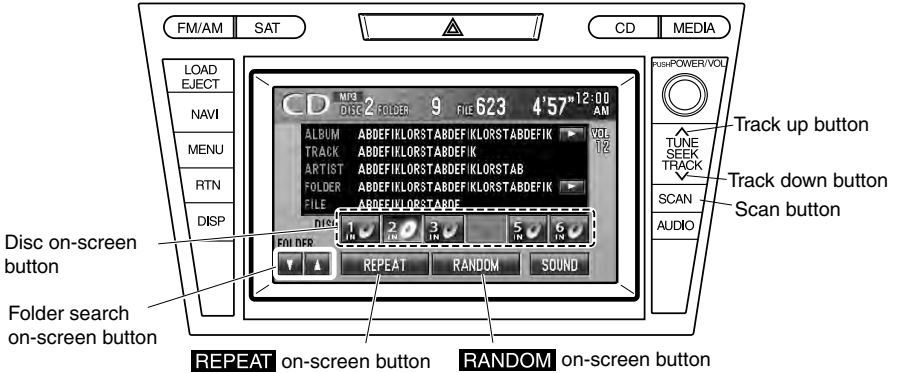 FM/AM SAT CD MEDIA
LOAD EJECT
NAVI
MENU
RTN
DISP
PUSH POWER/VOL
TUNE
SEEK
TRACK
SCAN
AUDIO
CD MP3 DISC 2 FOLDER 9 FILE 623 4'57" 12:00 AM
VOL 12
ALBUM ABDEFIKLORSTABDEFIKLORSTABDEFIK
TRACK ABDEFIKLORSTABDEFIK
ARTIST ABDEFIKLORSTABDEFIKLORSTAB
FOLDER ABDEFIKLORSTABDEFIKLORSTABDEFIK
FILE ABDEFIKLORSTABDE
DISC 1 IN 2 IN 3 IN 5 IN 6 IN
FOLDER
REPEAT RANDOM SOUND
Track up button
Track down button
Scan button
Disc on-screen
button
Folder search
on-screen button
REPEAT on-screen button
RANDOM on-screen button